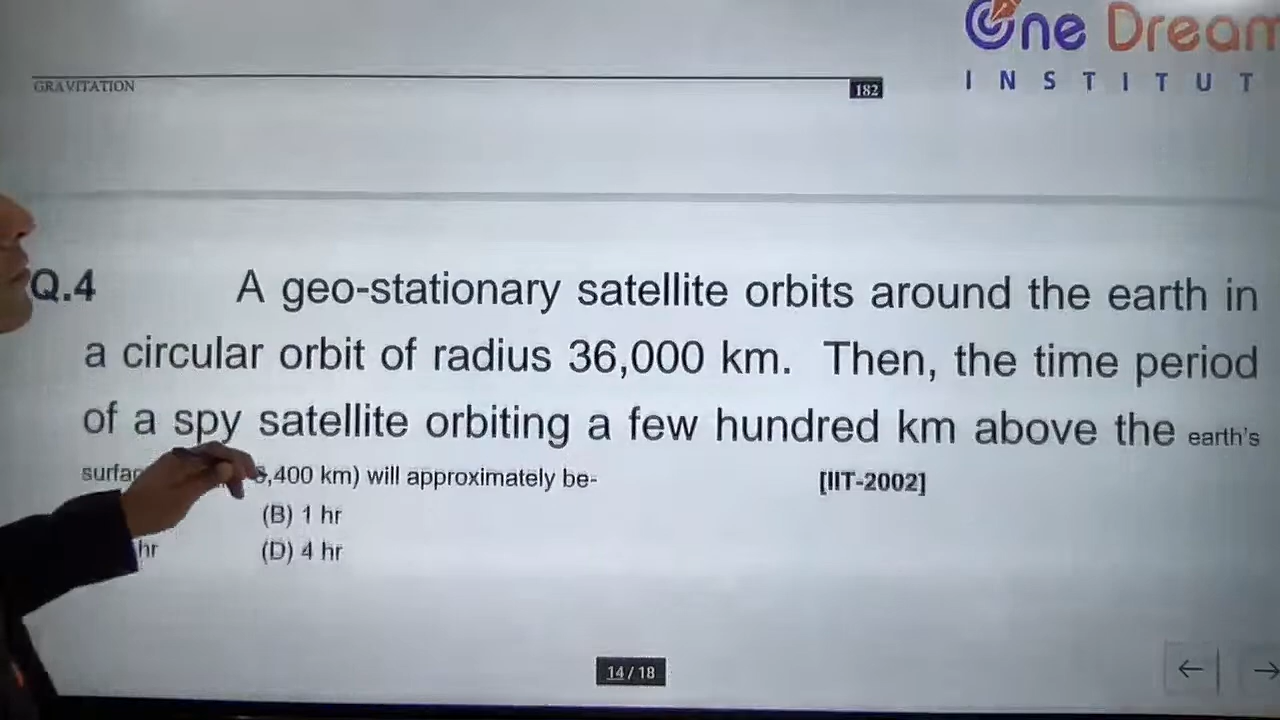 One Dream
INSTITUT
GRAVITATION
182
Q.4 A geo-stationary satellite orbits around the earth in
a circular orbit of radius 36,000 km. Then, the time period
of a spy satellite orbiting a few hundred km above the earth's
,400 km) will approximately be- [IIT-2002]
(B) 1 hr
hr (D) 4 hr
14 / 18